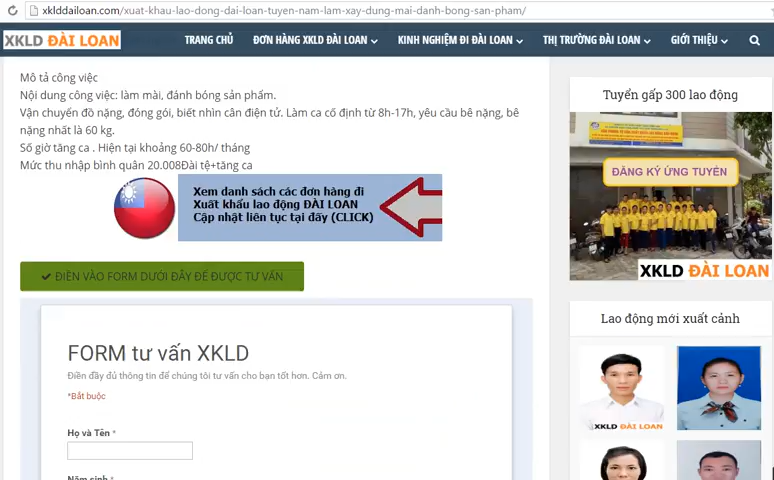 xklddailoan.com/xuat-khau-lao-dong-dai-loan-tuyen-nam-lam-xay-dung-mai-danh-bong-san-pham/
XKLD ĐÀI LOAN
TRANG CHỦ
ĐƠN HÀNG XKLĐ ĐÀI LOAN
KINH NGHIỆM ĐI ĐÀI LOAN
THỊ TRƯỜNG ĐÀI LOAN
GIỚI THIỆU
Mô tả công việc
Nội dung công việc: làm mài, đánh bóng sản phẩm.
Vận chuyển đồ nặng, đóng gói, biết nhìn cân điện tử. Làm ca cố định từ 8h-17h, yêu cầu bê nặng, bê
nặng nhất là 60 kg.
Số giờ tăng ca . Hiện tại khoảng 60-80h/ tháng
Mức thu nhập bình quân 20.008Đài tệ+tăng ca
Xem danh sách các đơn hàng đi
Xuất khẩu lao động ĐÀI LOAN
Cập nhật liên tục tại đây (CLICK)
ĐIỀN VÀO FORM DƯỚI ĐÂY ĐỂ ĐƯỢC TƯ VẤN
FORM tư vấn XKLD
Điền đầy đủ thông tin để chúng tôi tư vấn cho bạn tốt hơn. Cảm ơn.
*Bắt buộc
Họ và Tên *
Năm sinh *
Tuyển gấp 300 lao động
ĐĂNG KÝ ỨNG TUYỂN
XKLD ĐÀI LOAN
Lao động mới xuất cảnh
XKLD ĐÀI LOAN